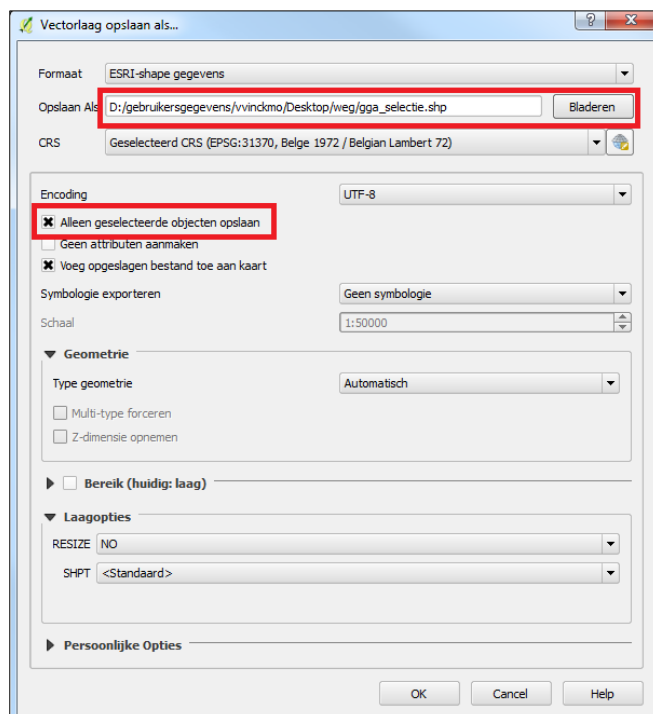 Vectorlaag opslaan als...
Formaat ESRI-shape gegevens
Opslaan Als D:/gebruikersgegevens/vvinckmo/Desktop/weg/gga_selectie.shp Bladeren
CRS Geselecteerd CRS (EPSG:31370, Belge 1972 / Belgian Lambert 72)
Encoding UTF-8
Alleen geselecteerde objecten opslaan
Geen attributen aanmaken
Voeg opgeslagen bestand toe aan kaart
Symbologie exporteren Geen symbologie
Schaal 1:50000
Geometrie
Type geometrie Automatisch
Multi-type forceren
Z-dimensie opnemen
Bereik (huidig: laag)
Laagopties
RESIZE NO
SHPT <Standaard>
Persoonlijke Opties
OK Cancel Help